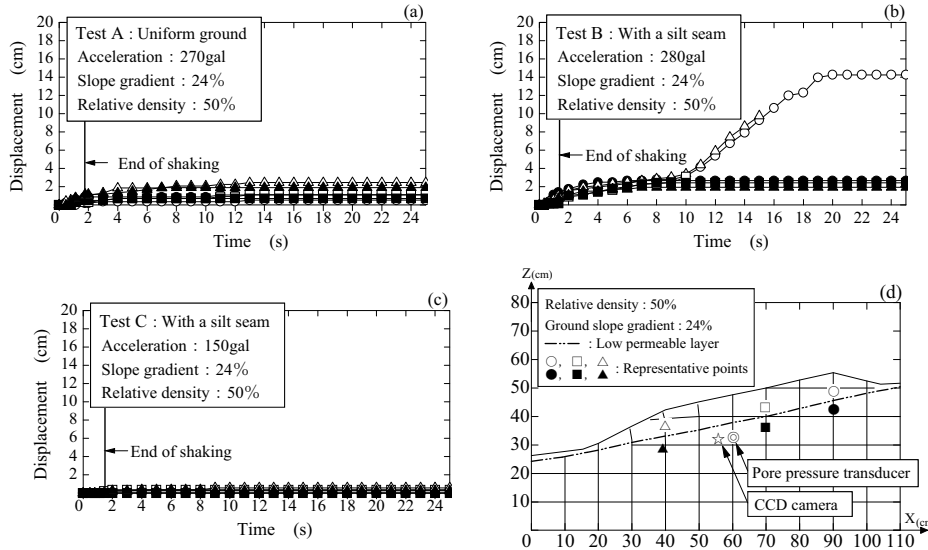 (a)
20
18
16
14
12
10
8
6
4
2
Displacement (cm)
Test A : Uniform ground
Acceleration : 270gal
Slope gradient : 24%
Relative density : 50%
End of shaking
0 2 4 6 8 10 12 14 16 18 20 22 24
Time (s)
(b)
20
18
16
14
12
10
8
6
4
2
Displacement (cm)
Test B : With a silt seam
Acceleration : 280gal
Slope gradient : 24%
Relative density : 50%
End of shaking
0 2 4 6 8 10 12 14 16 18 20 22 24
Time (s)
(c)
20
18
16
14
12
10
8
6
4
2
0
Displacement (cm)
Test C : With a silt seam
Acceleration : 150gal
Slope gradient : 24%
Relative density : 50%
End of shaking
0 2 4 6 8 10 12 14 16 18 20 22 24
Time (s)
Z(cm)
(d)
80
70
60
50
40
30
20
10
Relative density : 50%
Ground slope gradient : 24%
: Low permeable layer
: Representative points
Pore pressure transducer
CCD camera
X(cm)
0 10 20 30 40 50 60 70 80 90 100 110